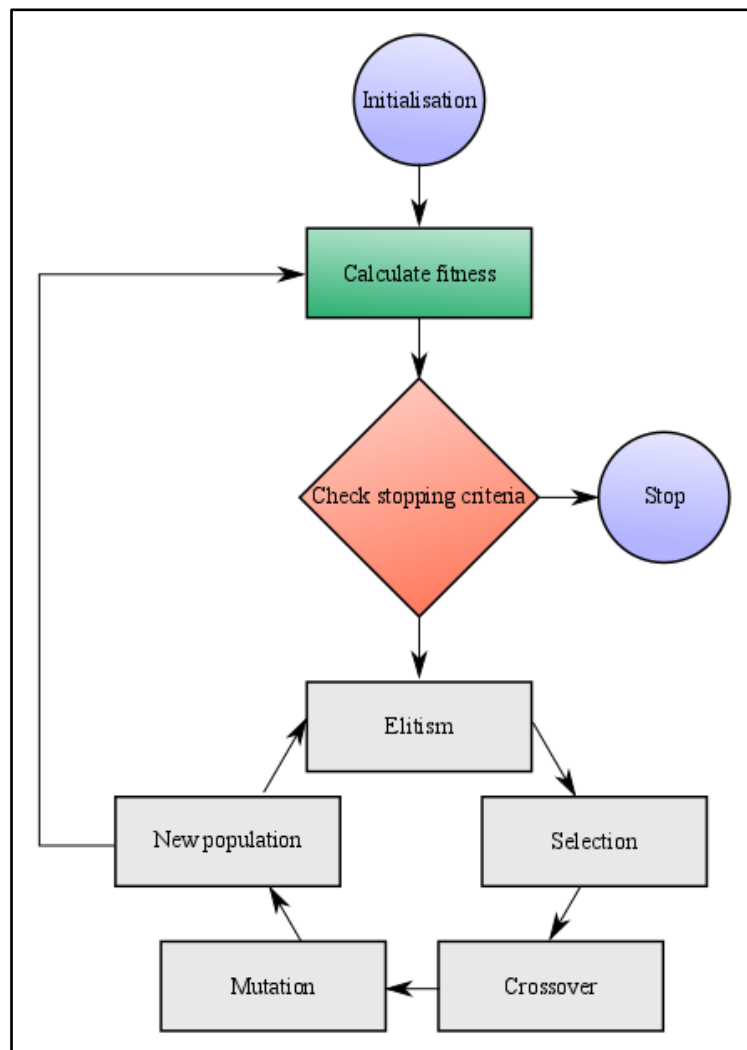 Initialisation
Calculate fitness
Check stopping criteria
Stop
Elitism
New population
Selection
Mutation
Crossover